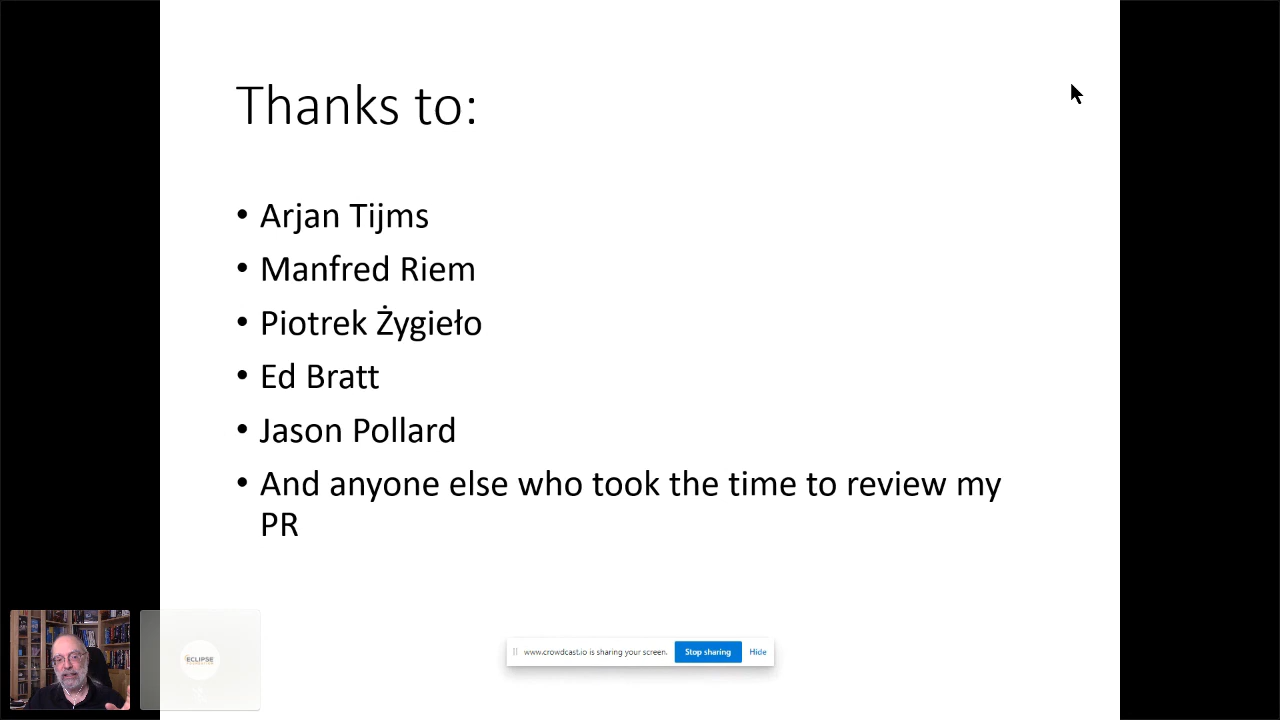 Thanks to:
• Arjan Tijms
• Manfred Riem
• Piotrek Żygieło
• Ed Bratt
• Jason Pollard
• And anyone else who took the time to review my
PR
ECLIPSE
www.crowdcast.io is sharing your screen.
Stop sharing
Hide